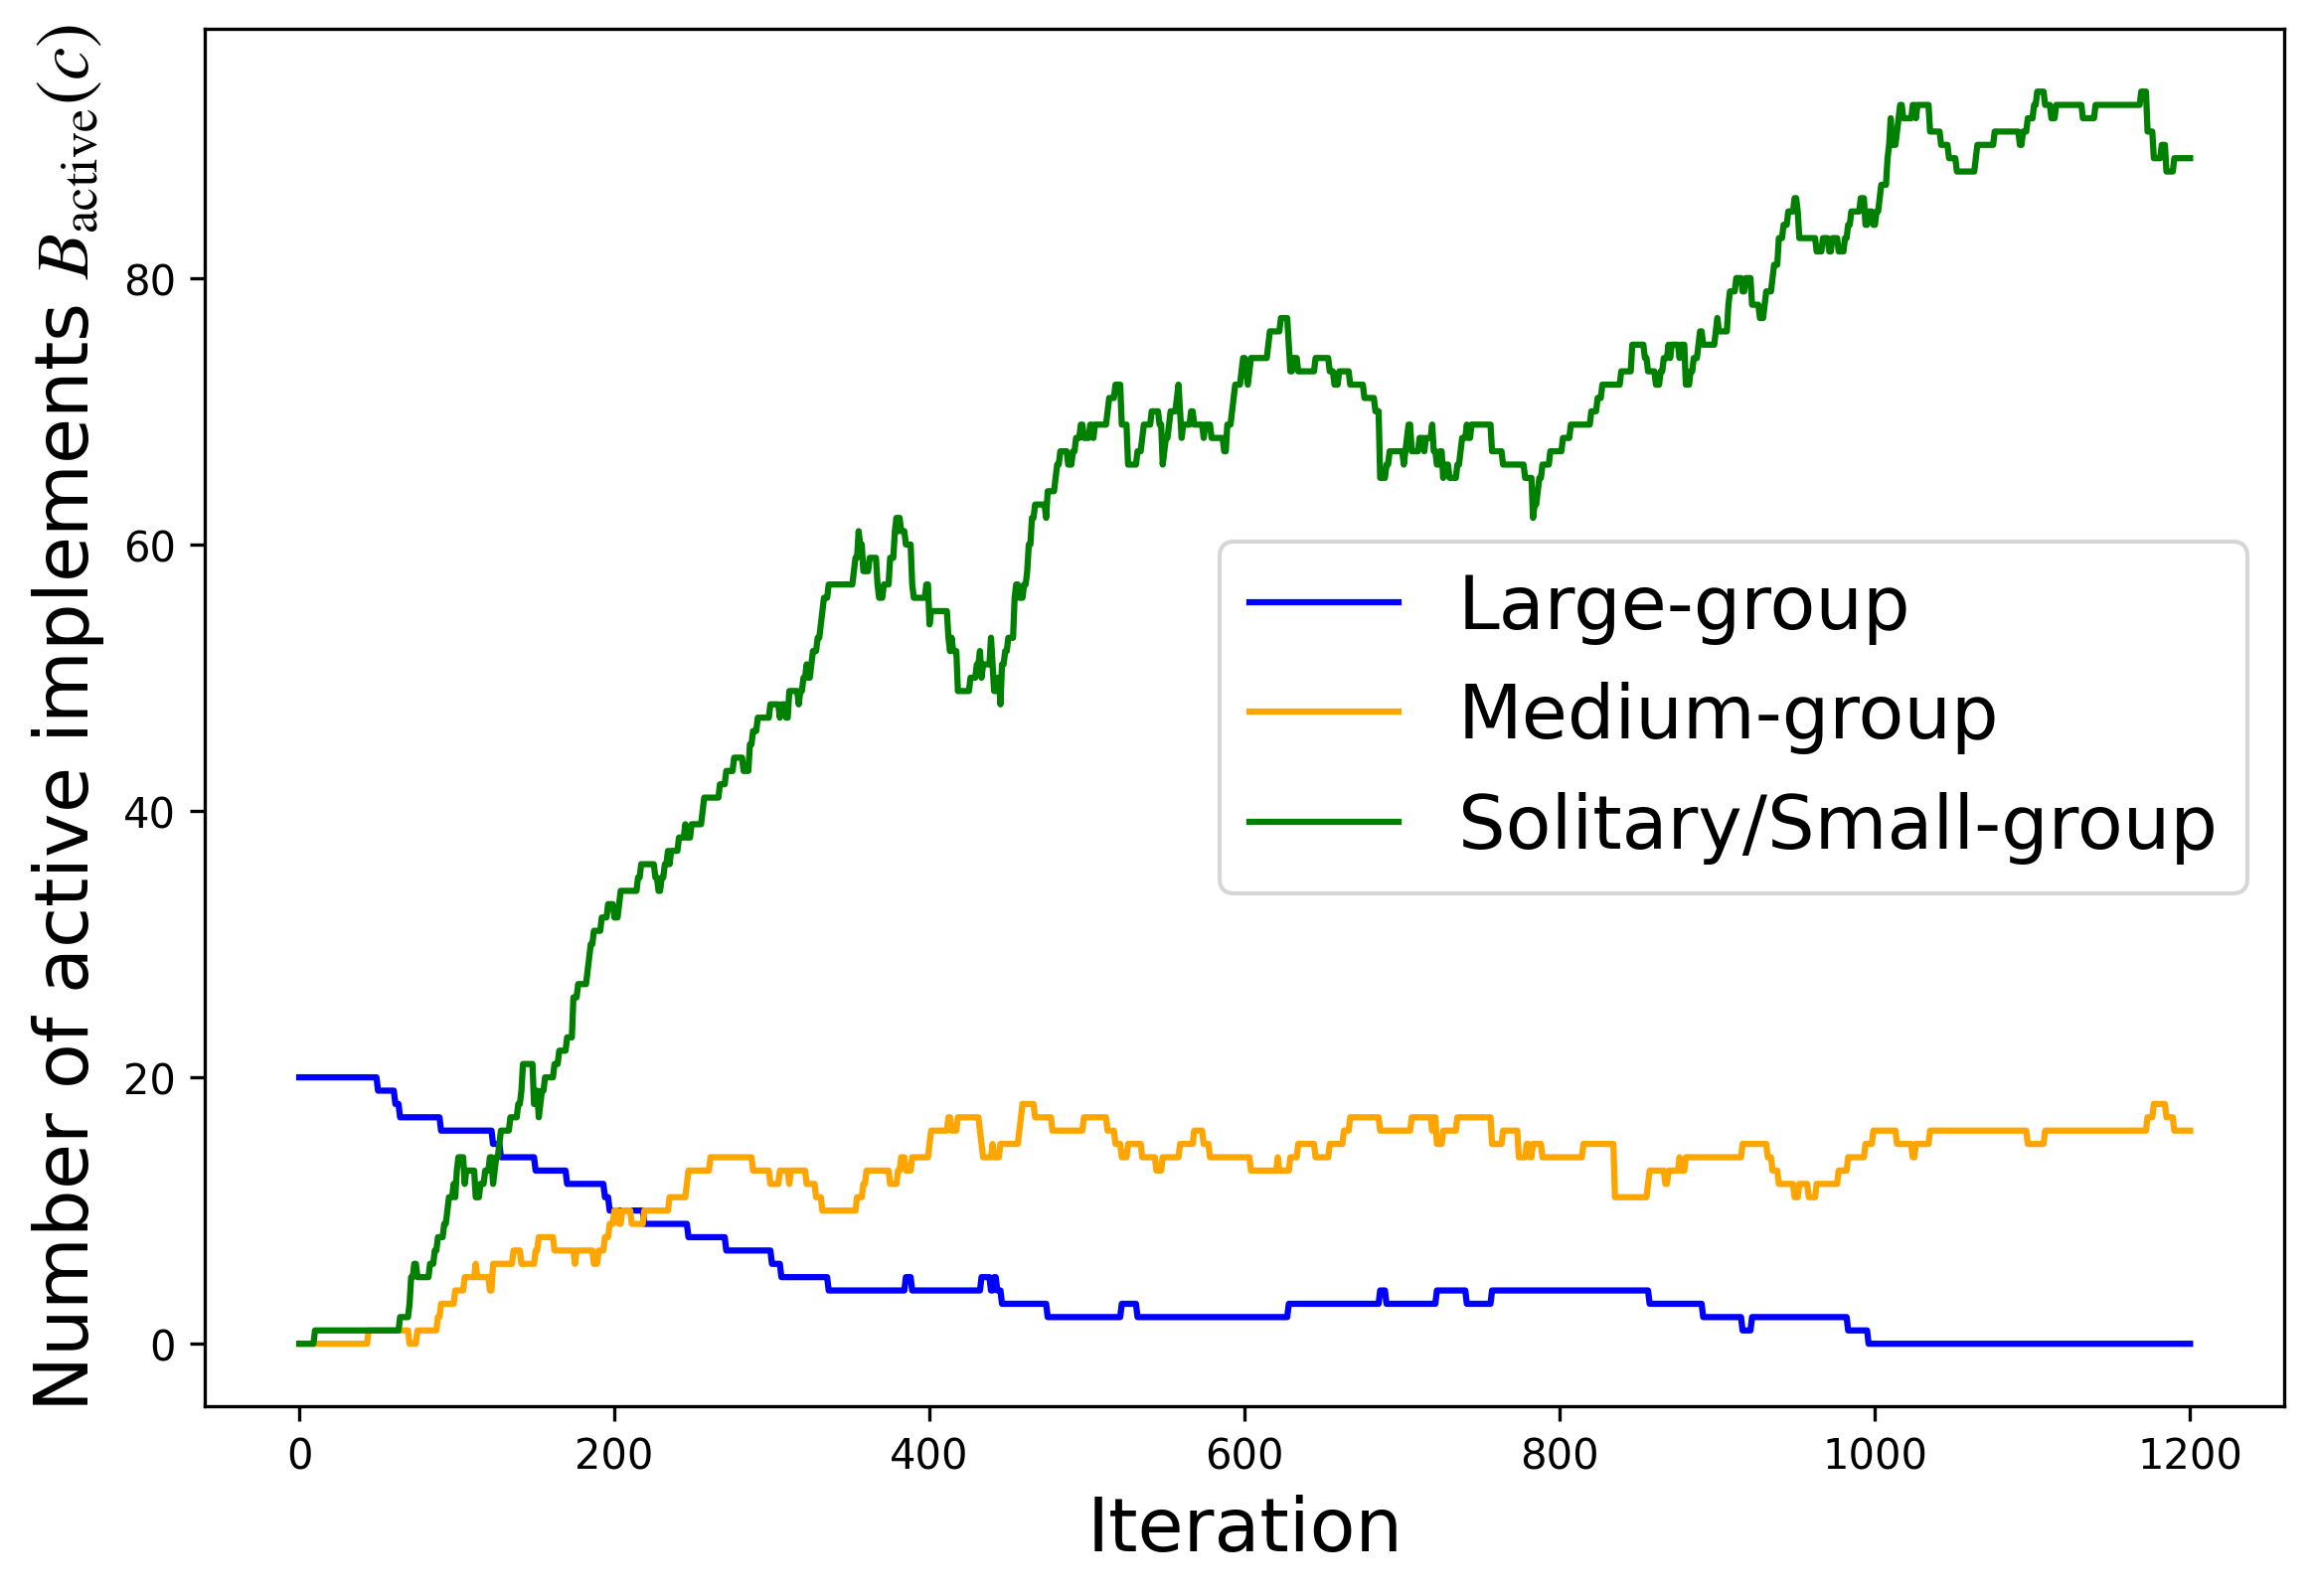 Number of active implements B_active(c)
80
60
40
20
0
Large-group
Medium-group
Solitary/Small-group
0 200 400 600 800 1000 1200
Iteration